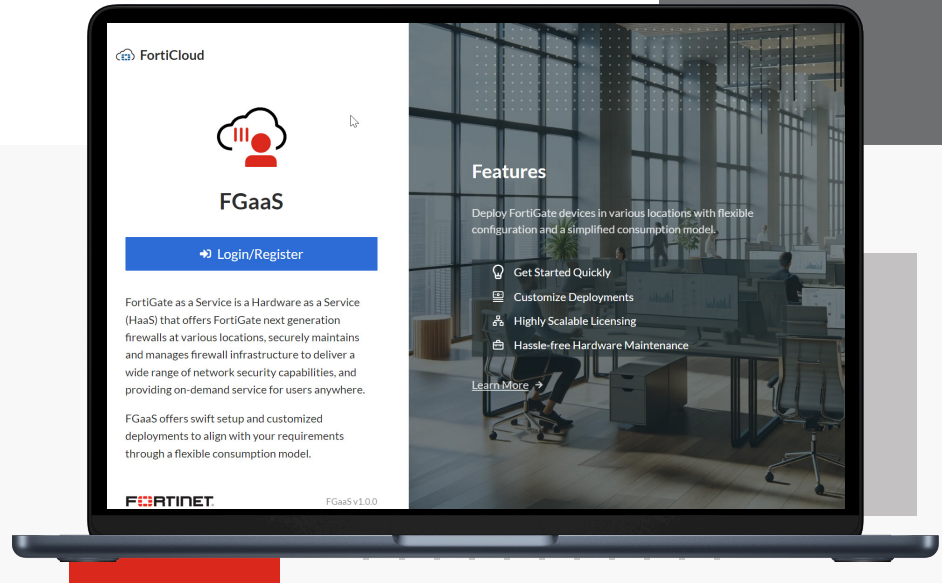 FortiCloud
FGaaS
Login/Register
FortiGate as a Service is a Hardware as a Service
(HaaS) that offers FortiGate next generation
firewalls at various locations, securely maintains
and manages firewall infrastructure to deliver a
wide range of network security capabilities, and
providing on-demand service for users anywhere.
FGaaS offers swift setup and customized
deployments to align with your requirements
through a flexible consumption model.
FORTINET
FGaaS v1.0.0
Features
Deploy FortiGate devices in various locations with flexible
configuration and a simplified consumption model.
Get Started Quickly
Customize Deployments
Highly Scalable Licensing
Hassle-free Hardware Maintenance
Learn More